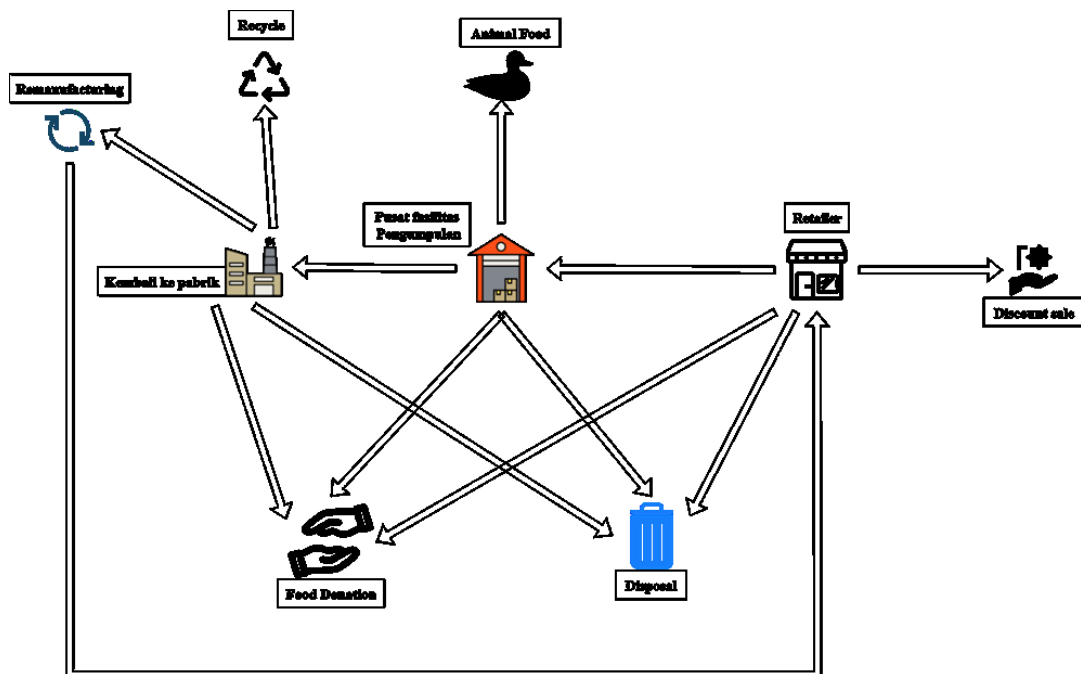 Recycle
Animal Food
Remanufacturing
Pusat fasilitas
Pengumpulan
Retailer
Kembali ke pabrik
Discount sale
Food Donation
Disposal